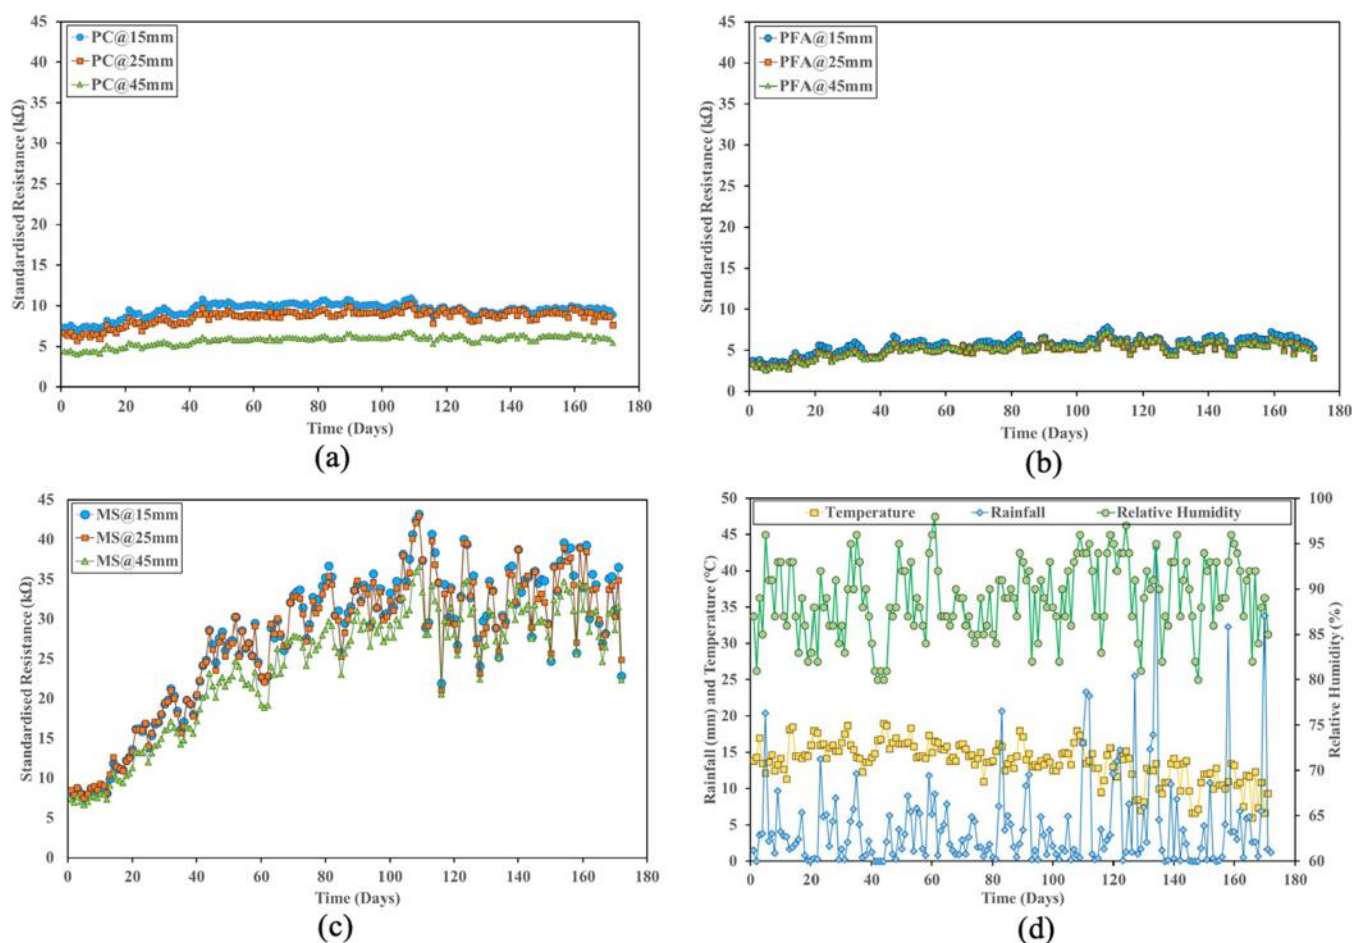 45
40
35
30
25
20
15
10
5
0
Standardised Resistance (kΩ)
PC@15mm
PC@25mm
PC@45mm
0 20 40 60 80 100 120 140 160 180
Time (Days)
(a)
45
40
35
30
25
20
15
10
5
0
Standardised Resistance (kΩ)
PFA@15mm
PFA@25mm
PFA@45mm
0 20 40 60 80 100 120 140 160 180
Time (Days)
(b)
45
40
35
30
25
20
15
10
5
0
Standardised Resistance (kΩ)
MS@15mm
MS@25mm
MS@45mm
0 20 40 60 80 100 120 140 160 180
Time (Days)
(c)
50
45
40
35
30
25
20
15
10
5
0
Rainfall (mm) and Temperature (°C)
Temperature Rainfall Relative Humidity
100
95
90
85
80
75
70
65
60
Relative Humidity (%)
0 20 40 60 80 100 120 140 160 180
Time (Days)
(d)